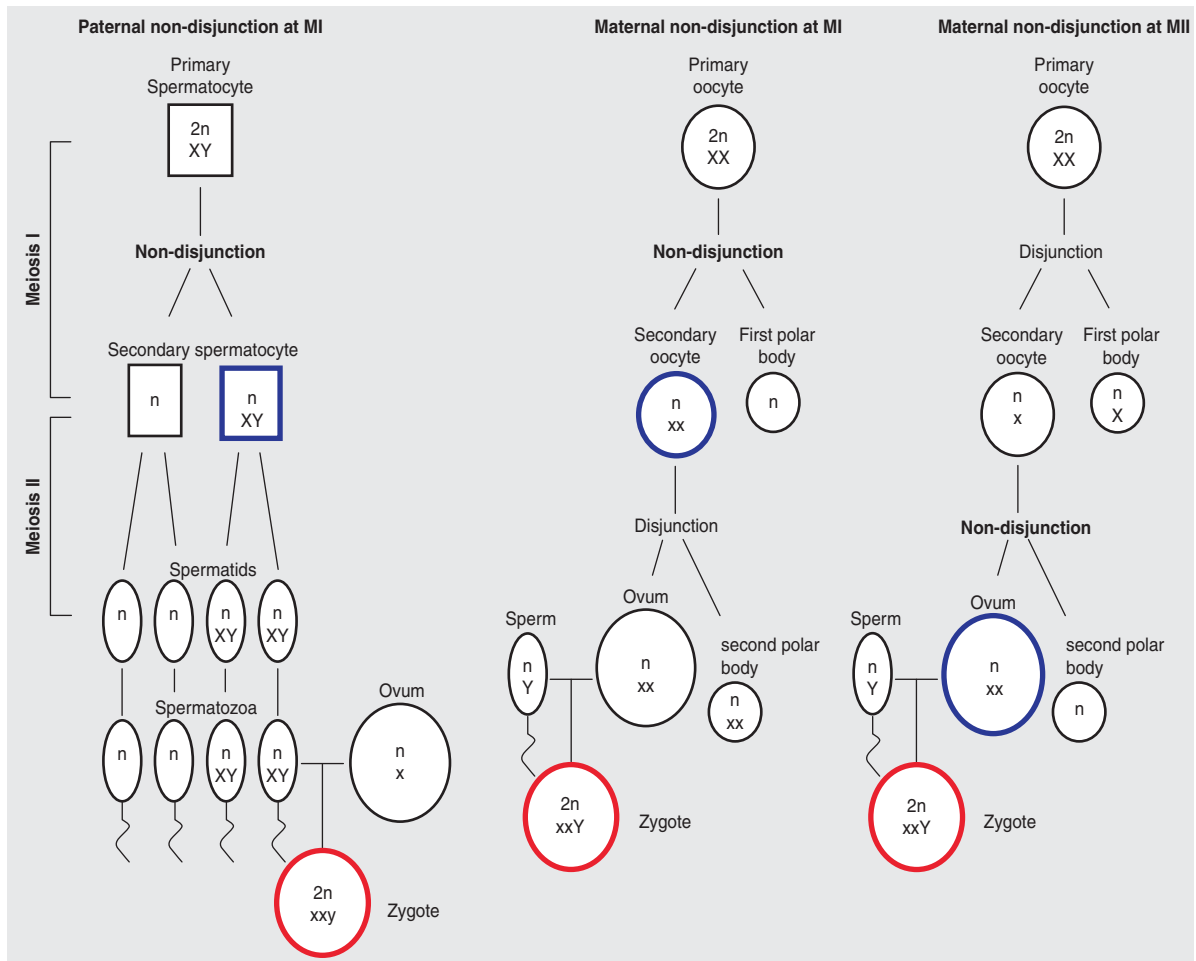 Paternal non-disjunction at MI
Primary
Spermatocyte
2n
XY
Meiosis I
Non-disjunction
Secondary spermatocyte
n
n
XY
Meiosis II
Spermatids
n
n
n
XY
n
XY
Spermatozoa
n
n
n
XY
n
XY
Ovum
n
x
2n
xxy
Zygote
Maternal non-disjunction at MI
Primary
oocyte
2n
XX
Non-disjunction
Secondary
oocyte
First polar
body
n
xx
n
Disjunction
Sperm
n
Y
Ovum
n
xx
second polar
body
n
xx
2n
xxY
Zygote
Maternal non-disjunction at MII
Primary
oocyte
2n
XX
Disjunction
Secondary
oocyte
First polar
body
n
x
n
X
Non-disjunction
Sperm
n
Y
Ovum
n
xx
second polar
body
n
2n
xxY
Zygote